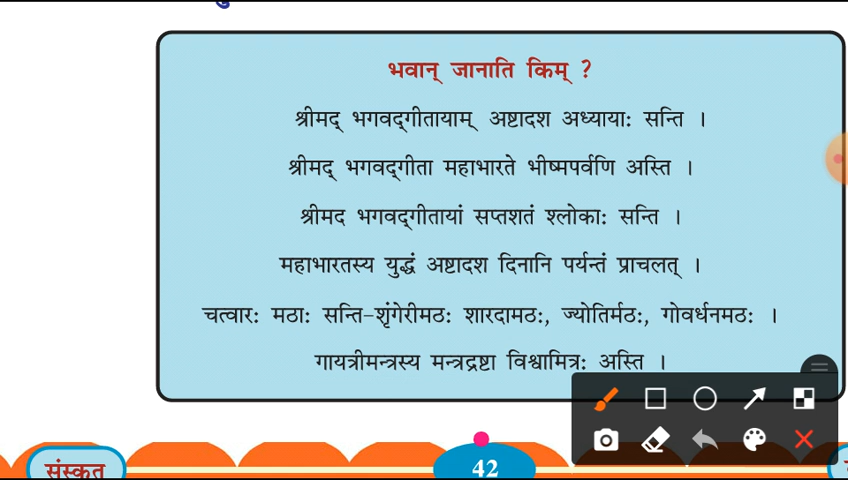 भवान् जानाति किम् ?
श्रीमद् भगवद्‌गीतायाम् अष्टादश अध्यायाः सन्ति ।
श्रीमद् भगवद्‌गीता महाभारते भीष्मपर्वणि अस्ति ।
श्रीमद भगवद्‌गीतायां सप्तशतं श्लोकाः सन्ति ।
महाभारतस्य युद्धं अष्टादश दिनानि पर्यन्तं प्राचलत् ।
चत्वारः मठाः सन्ति-शृंगेरीमठः शारदामठः, ज्योतिर्मठः, गोवर्धनमठः ।
गायत्रीमन्त्रस्य मन्त्रद्रष्टा विश्वामित्रः अस्ति ।
संस्कृत
42